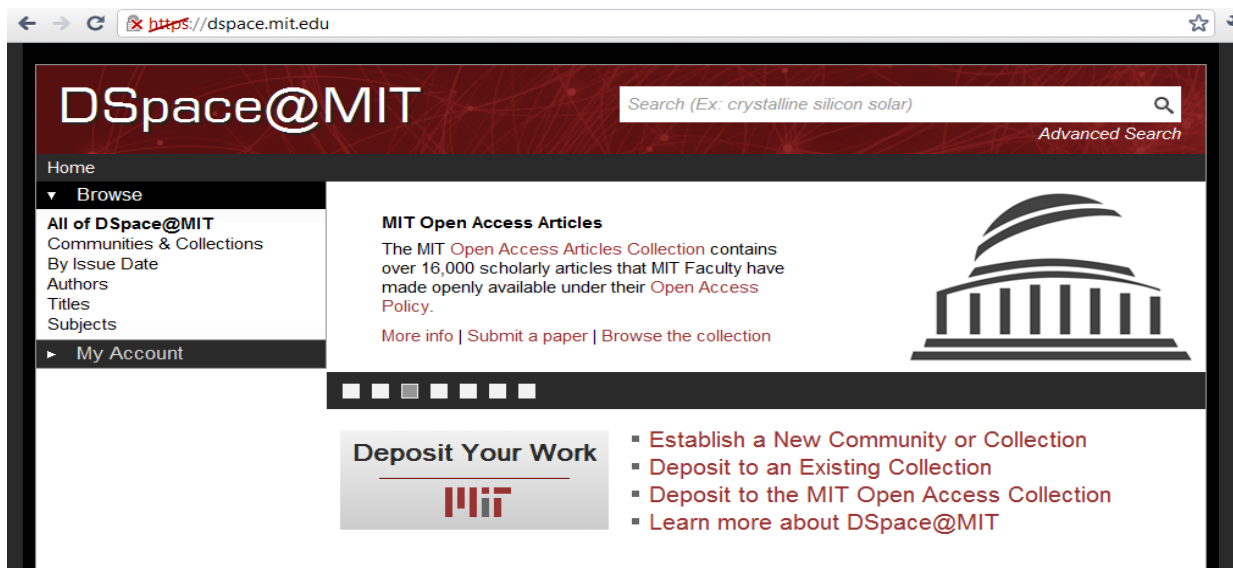 https://dspace.mit.edu
DSpace@MIT
Search (Ex: crystalline silicon solar)
Advanced Search
Home
Browse
All of DSpace@MIT
Communities & Collections
By Issue Date
Authors
Titles
Subjects
My Account
MIT Open Access Articles
The MIT Open Access Articles Collection contains
over 16,000 scholarly articles that MIT Faculty have
made openly available under their Open Access
Policy.
More info | Submit a paper | Browse the collection
Deposit Your Work
MIT
Establish a New Community or Collection
Deposit to an Existing Collection
Deposit to the MIT Open Access Collection
Learn more about DSpace@MIT